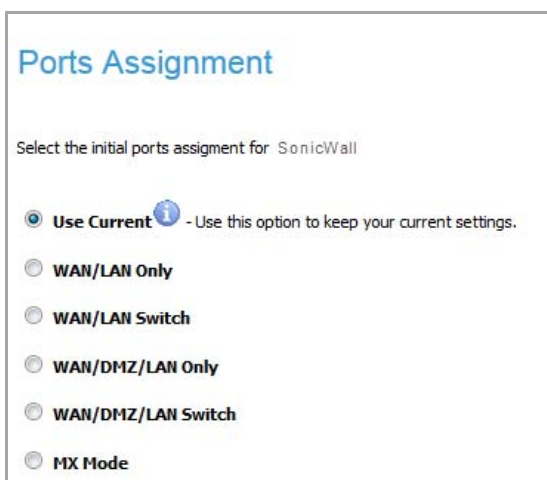 Ports Assignment
Select the initial ports assigment for SonicWall
Use Current i - Use this option to keep your current settings.
WAN/LAN Only
WAN/LAN Switch
WAN/DMZ/LAN Only
WAN/DMZ/LAN Switch
MX Mode